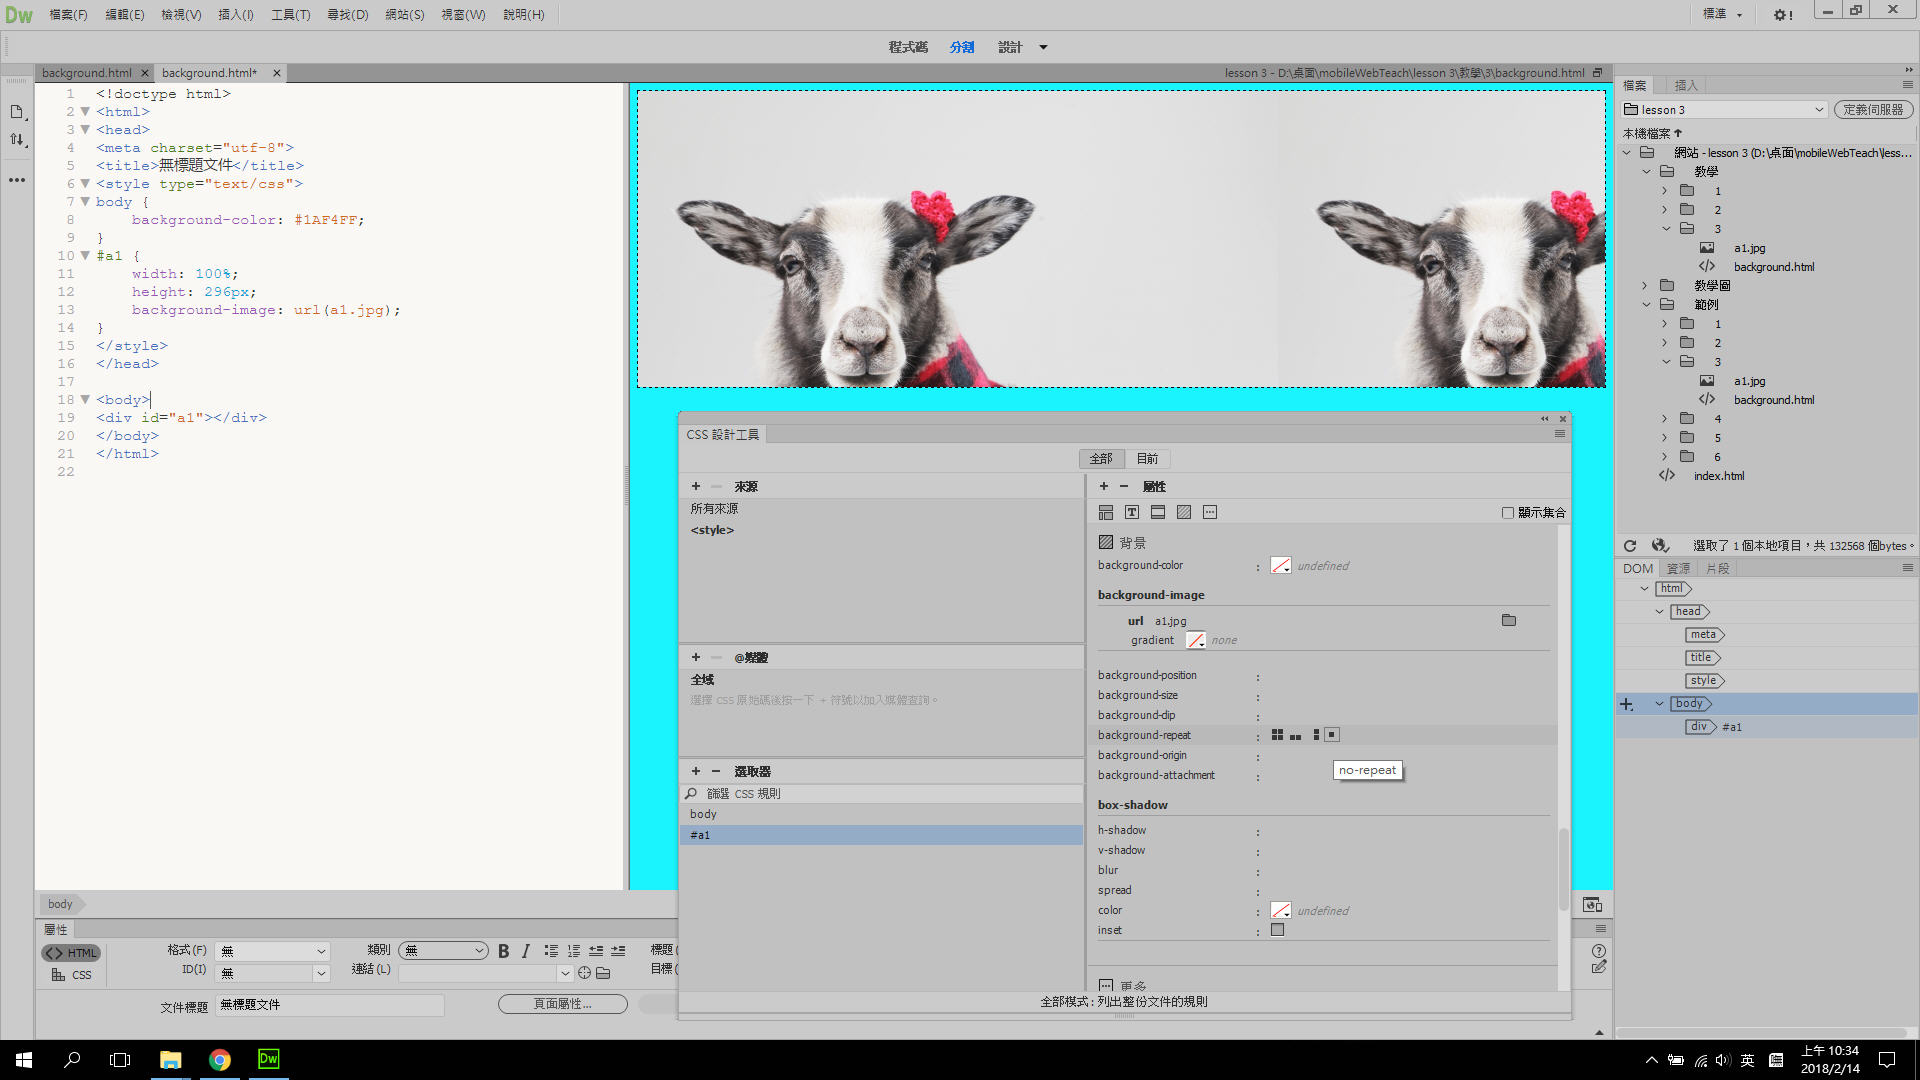 Dw 檔案(F) 編輯(E) 檢視(V) 插入(I) 工具(T) 尋找(D) 網站(S) 視窗(W) 說明(H) 標準
程式碼 分割 設計
background.html background.html* lesson 3 - D:\桌面\mobileWebTeach\lesson 3\教學\3\background.html
1 <!doctype html>
2 <html>
3 <head>
4 <meta charset="utf-8">
5 <title>無標題文件</title>
6 <style type="text/css">
7 body {
8 background-color: #1AF4FF;
9 }
10 #a1 {
11 width: 100%;
12 height: 296px;
13 background-image: url(a1.jpg);
14 }
15 </style>
16 </head>
17
18 <body>
19 <div id="a1"></div>
20 </body>
21 </html>
22
CSS 設計工具
全部 目前
來源
所有來源
<style>
@媒體
全域
選擇 CSS 原始碼後按一下 + 符號以加入媒體查詢。
選取器
篩選 CSS 規則
body
#a1
屬性
顯示集合
背景
background-color : undefined
background-image
url a1.jpg
gradient none
background-position :
background-size :
background-clip :
background-repeat :
background-origin :
background-attachment :
no-repeat
box-shadow
h-shadow :
v-shadow :
blur :
spread :
color : undefined
inset :
更多
全部模式 : 列出整份文件的規則
檔案 插入
lesson 3 定義伺服器
本機檔案
網站 - lesson 3 (D:\桌面\mobileWebTeach\less...
教學
1
2
3
a1.jpg
background.html
教學圖
範例
1
2
3
a1.jpg
background.html
4
5
6
index.html
選取了 1 個本地項目，共 132568 個bytes。
DOM 資源 片段
html
head
meta
title
style
body
div #a1
body
屬性
HTML 格式(F) 無 類別 無 B I 標題(
CSS ID(I) 無 連結(L) 目標(
文件標題 無標題文件 頁面屬性...
Dw 英 上午 10:34
2018/2/14